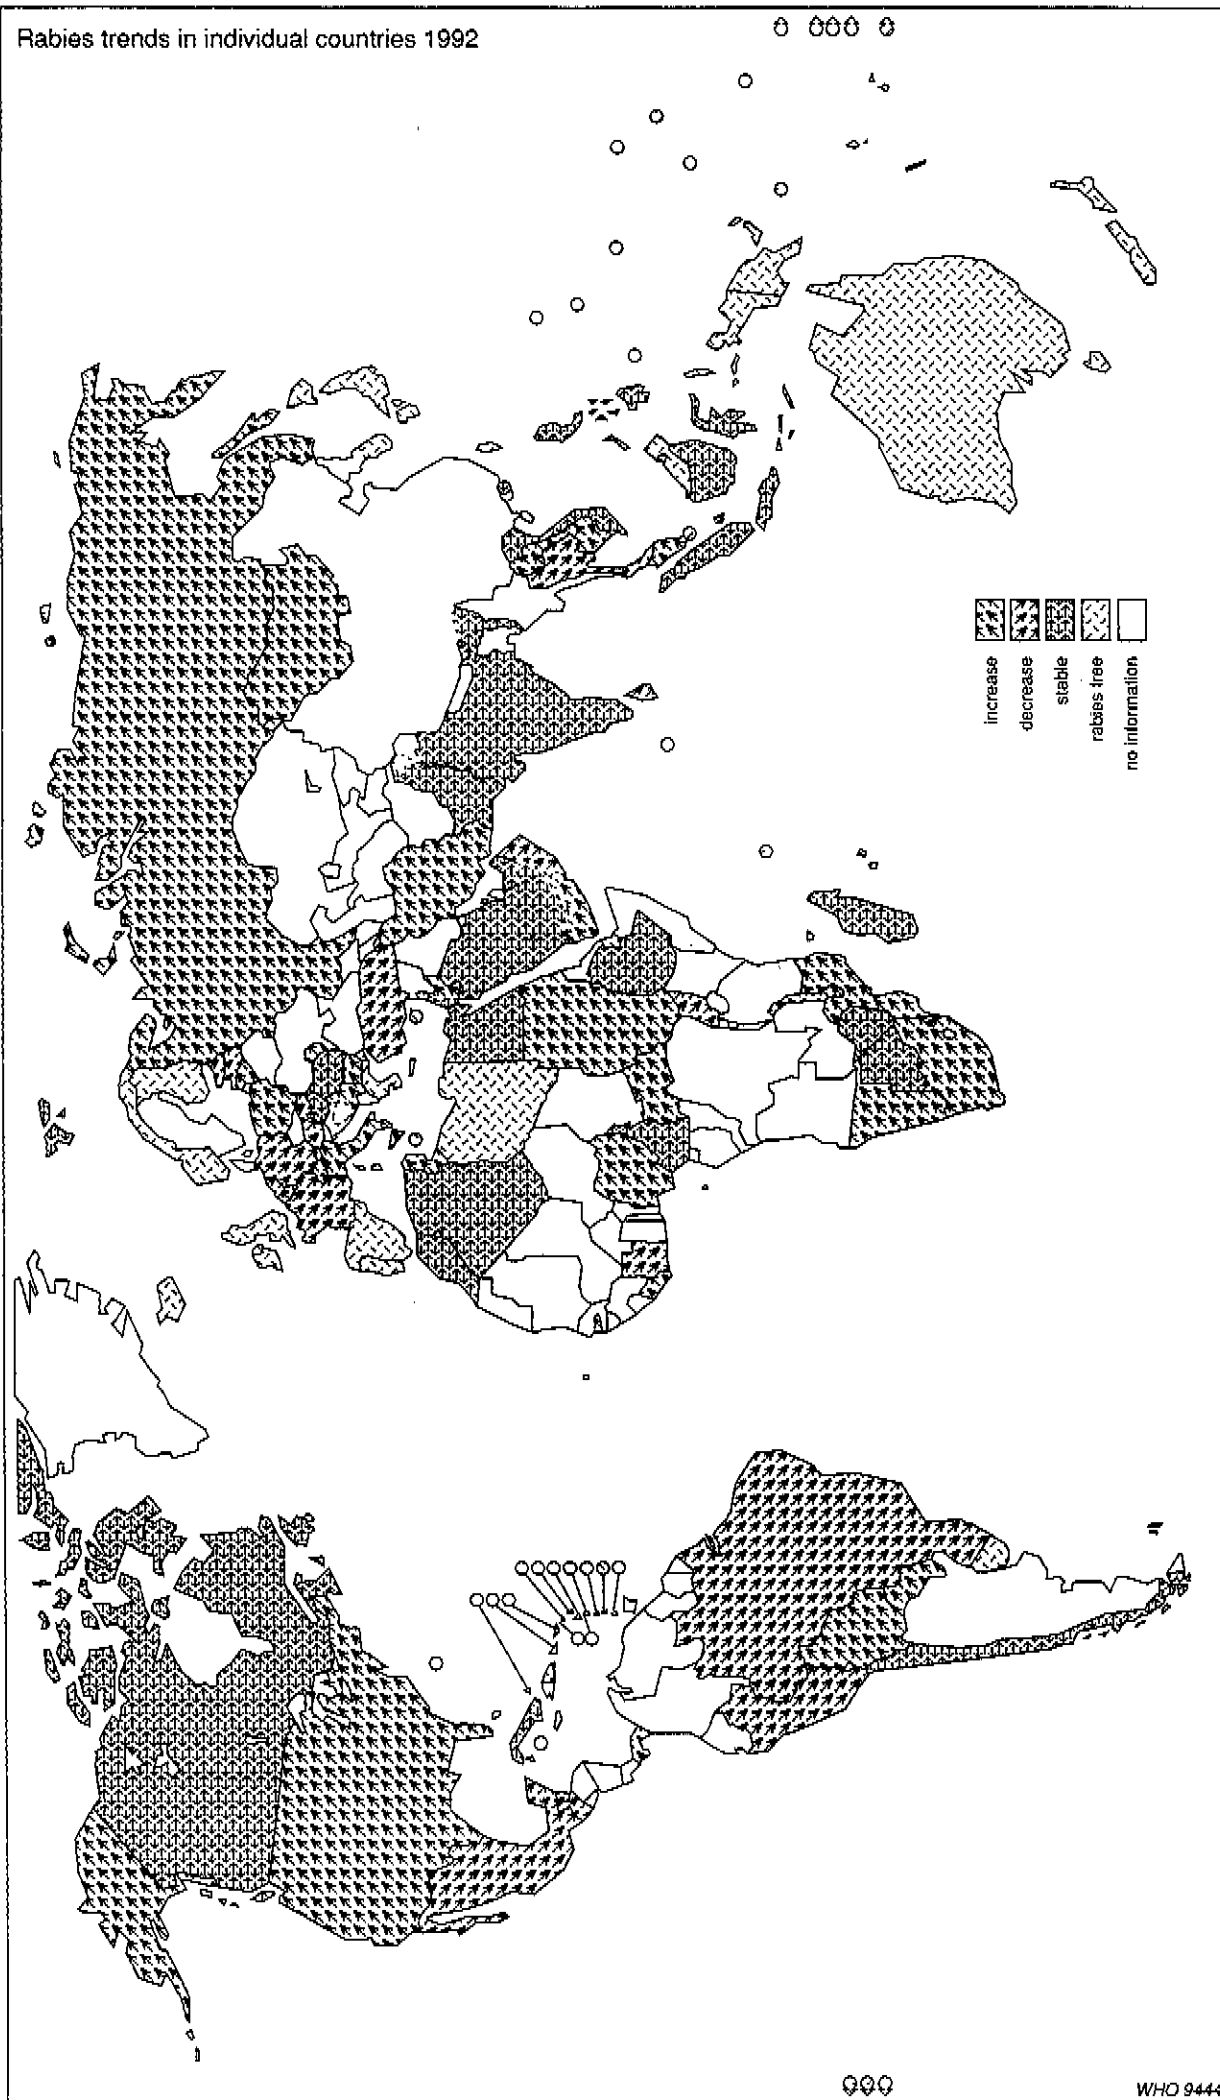 Rabies trends in individual countries 1992
increase
decrease
stable
rabies free
no information
WHO 9444